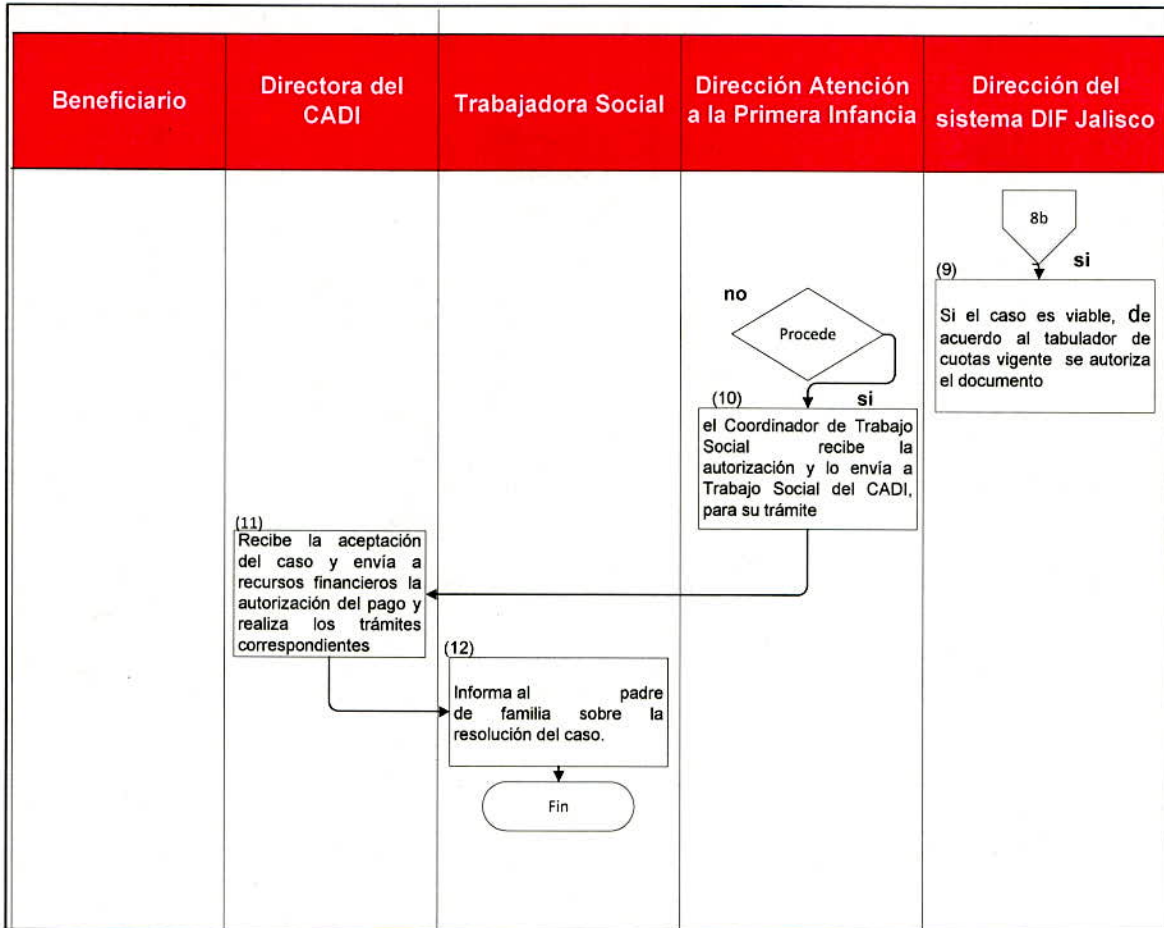 Beneficiario
Directora del
CADI
Trabajadora Social
Dirección Atención
a la Primera Infancia
Dirección del
sistema DIF Jalisco
8b
si
(9)
Si el caso es viable, de
acuerdo al tabulador de
cuotas vigente se autoriza
el documento
no
Procede
si
(10)
el Coordinador de Trabajo
Social recibe la
autorización y lo envía a
Trabajo Social del CADI,
para su trámite
(11)
Recibe la aceptación
del caso y envía a
recursos financieros la
autorización del pago y
realiza los trámites
correspondientes
(12)
Informa al padre
de familia sobre la
resolución del caso.
Fin